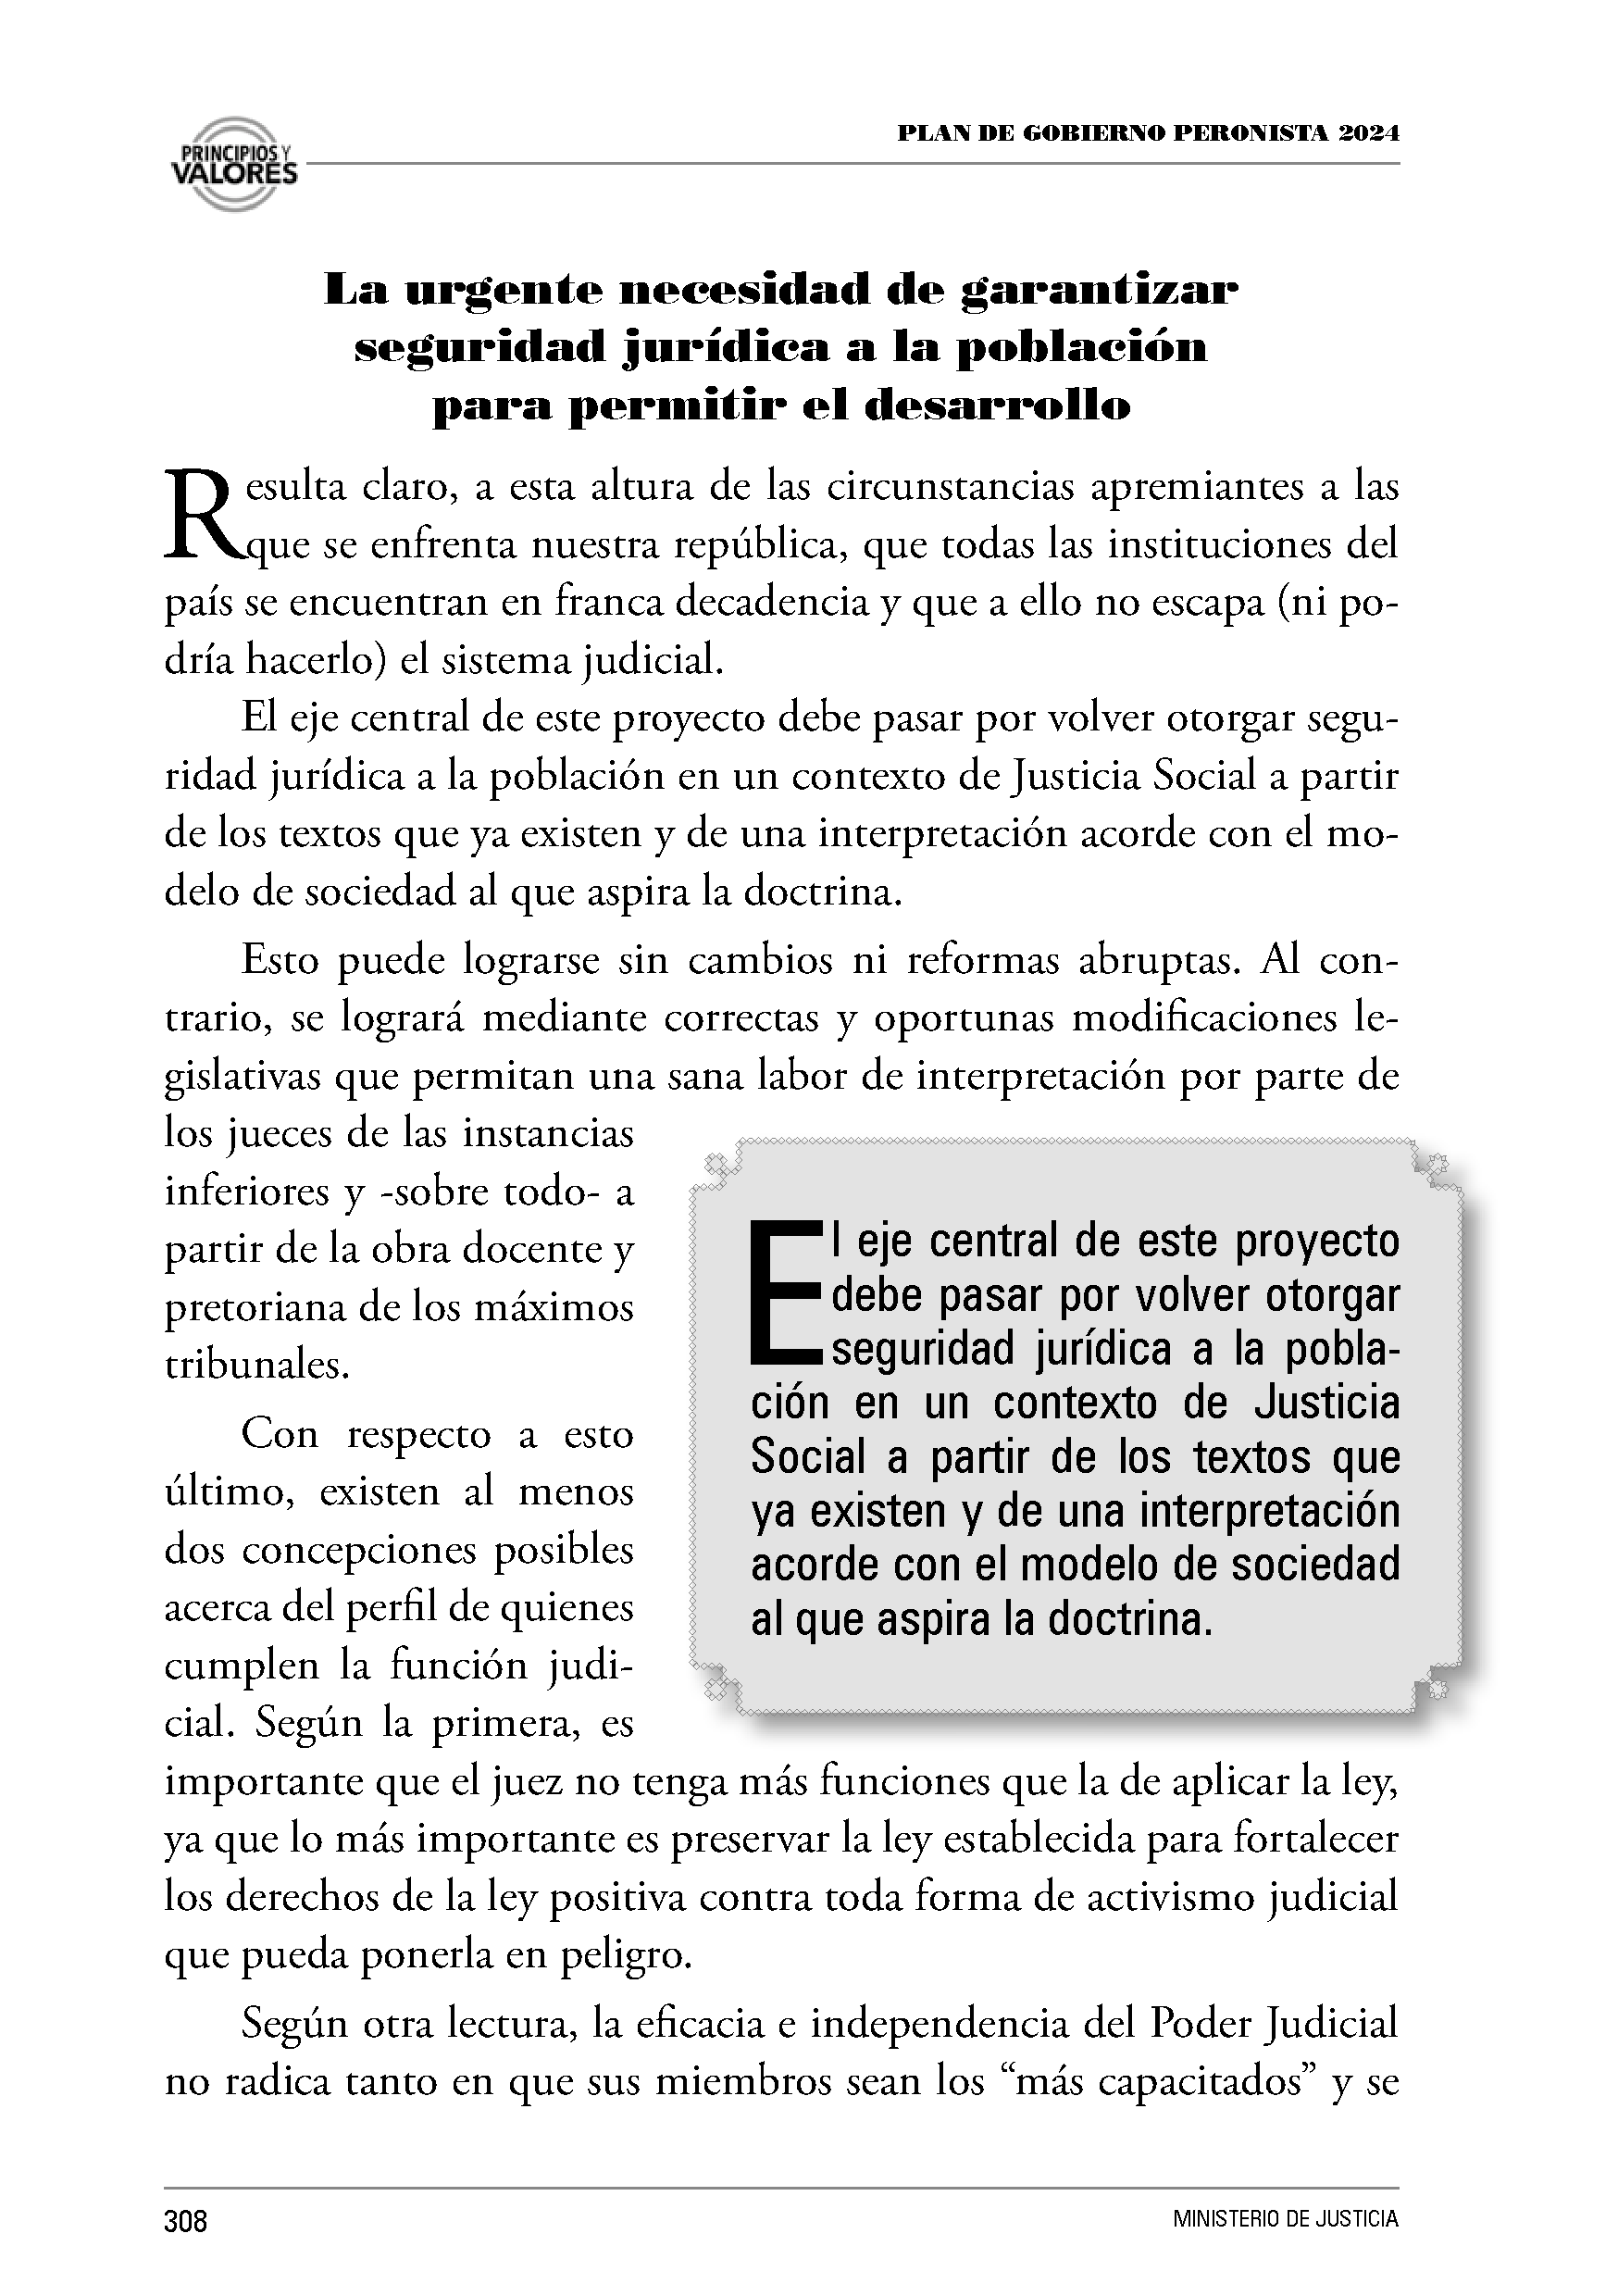 PRINCIPIOS Y
VALORES
PLAN DE GOBIERNO PERONISTA 2024
La urgente necesidad de garantizar
seguridad jurídica a la población
para permitir el desarrollo
Resulta claro, a esta altura de las circunstancias apremiantes a las
que se enfrenta nuestra república, que todas las instituciones del
país se encuentran en franca decadencia y que a ello no escapa (ni po-
dría hacerlo) el sistema judicial.
El eje central de este proyecto debe pasar por volver otorgar segu-
ridad jurídica a la población en un contexto de Justicia Social a partir
de los textos que ya existen y de una interpretación acorde con el mo-
delo de sociedad al que aspira la doctrina.
Esto puede lograrse sin cambios ni reformas abruptas. Al con-
trario, se logrará mediante correctas y oportunas modificaciones le-
gislativas que permitan una sana labor de interpretación por parte de
los jueces de las instancias
inferiores y -sobre todo- a
partir de la obra docente y
pretoriana de los máximos
tribunales.
Con respecto a esto
último, existen al menos
dos concepciones posibles
acerca del perfil de quienes
cumplen la función judi-
cial. Según la primera, es
importante que el juez no tenga más funciones que la de aplicar la ley,
ya que lo más importante es preservar la ley establecida para fortalecer
los derechos de la ley positiva contra toda forma de activismo judicial
que pueda ponerla en peligro.
Según otra lectura, la eficacia e independencia del Poder Judicial
no radica tanto en que sus miembros sean los “más capacitados” y se
El eje central de este proyecto
debe pasar por volver otorgar
seguridad jurídica a la pobla-
ción en un contexto de Justicia
Social a partir de los textos que
ya existen y de una interpretación
acorde con el modelo de sociedad
al que aspira la doctrina.
308
MINISTERIO DE JUSTICIA